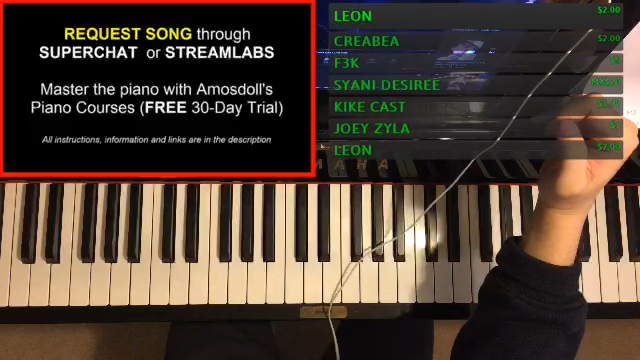 REQUEST SONG through
SUPERCHAT or STREAMLABS
Master the piano with Amosdoll's
Piano Courses (FREE 30-Day Trial)
All instructions, information and links are in the description
LEON $2.00
CREABEA $2.00
F3K
SYANI DESIREE
KIKE CAST
JOEY ZYLA
LEON $2.00